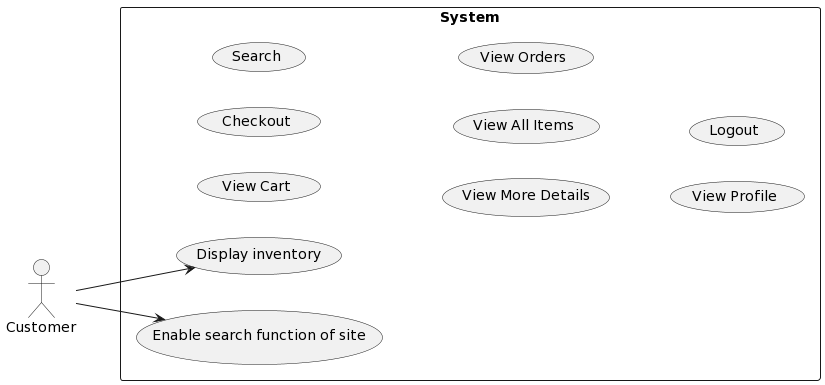 System
Search
View Orders
Checkout
View All Items
Logout
View Cart
View More Details
View Profile
Display inventory
Customer
Enable search function of site